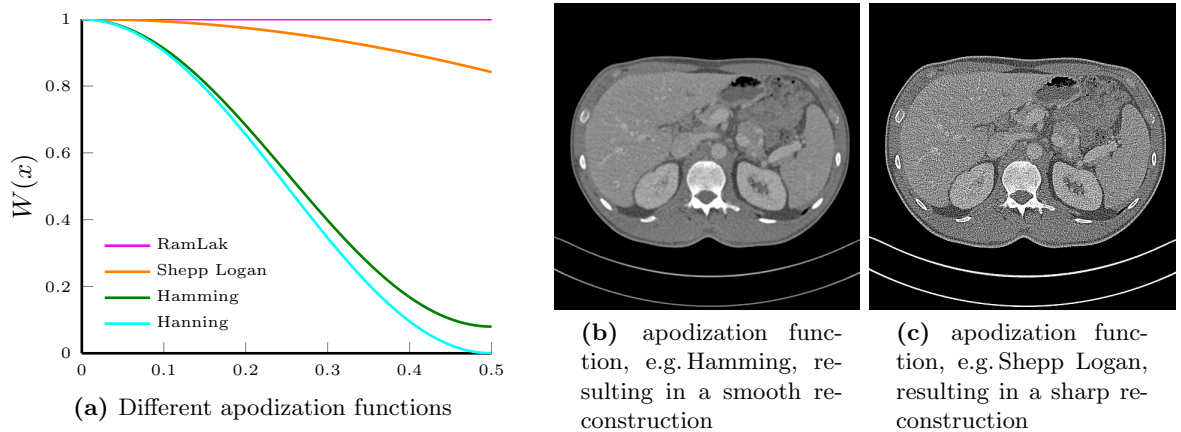 1
0.8
0.6
0.4
0.2
0
W(x)
RamLak
Shepp Logan
Hamming
Hanning
0 0.1 0.2 0.3 0.4 0.5
(a) Different apodization functions
(b) apodization func-
tion, e.g. Hamming, re-
sulting in a smooth re-
construction
(c) apodization func-
tion, e.g. Shepp Logan,
resulting in a sharp re-
construction